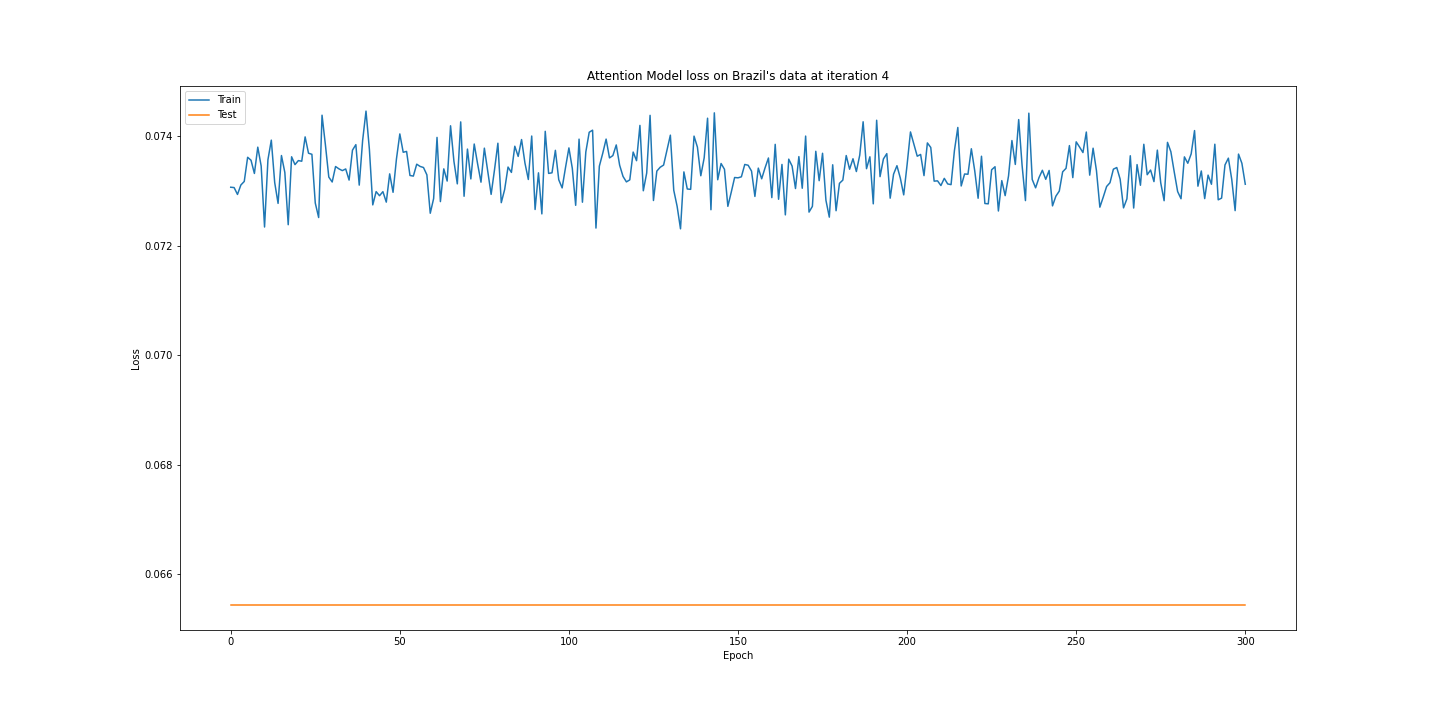 Attention Model loss on Brazil's data at iteration 4
Train
Test
0.074
0.072
0.070
0.068
0.066
Loss
0 50 100 150 200 250 300
Epoch